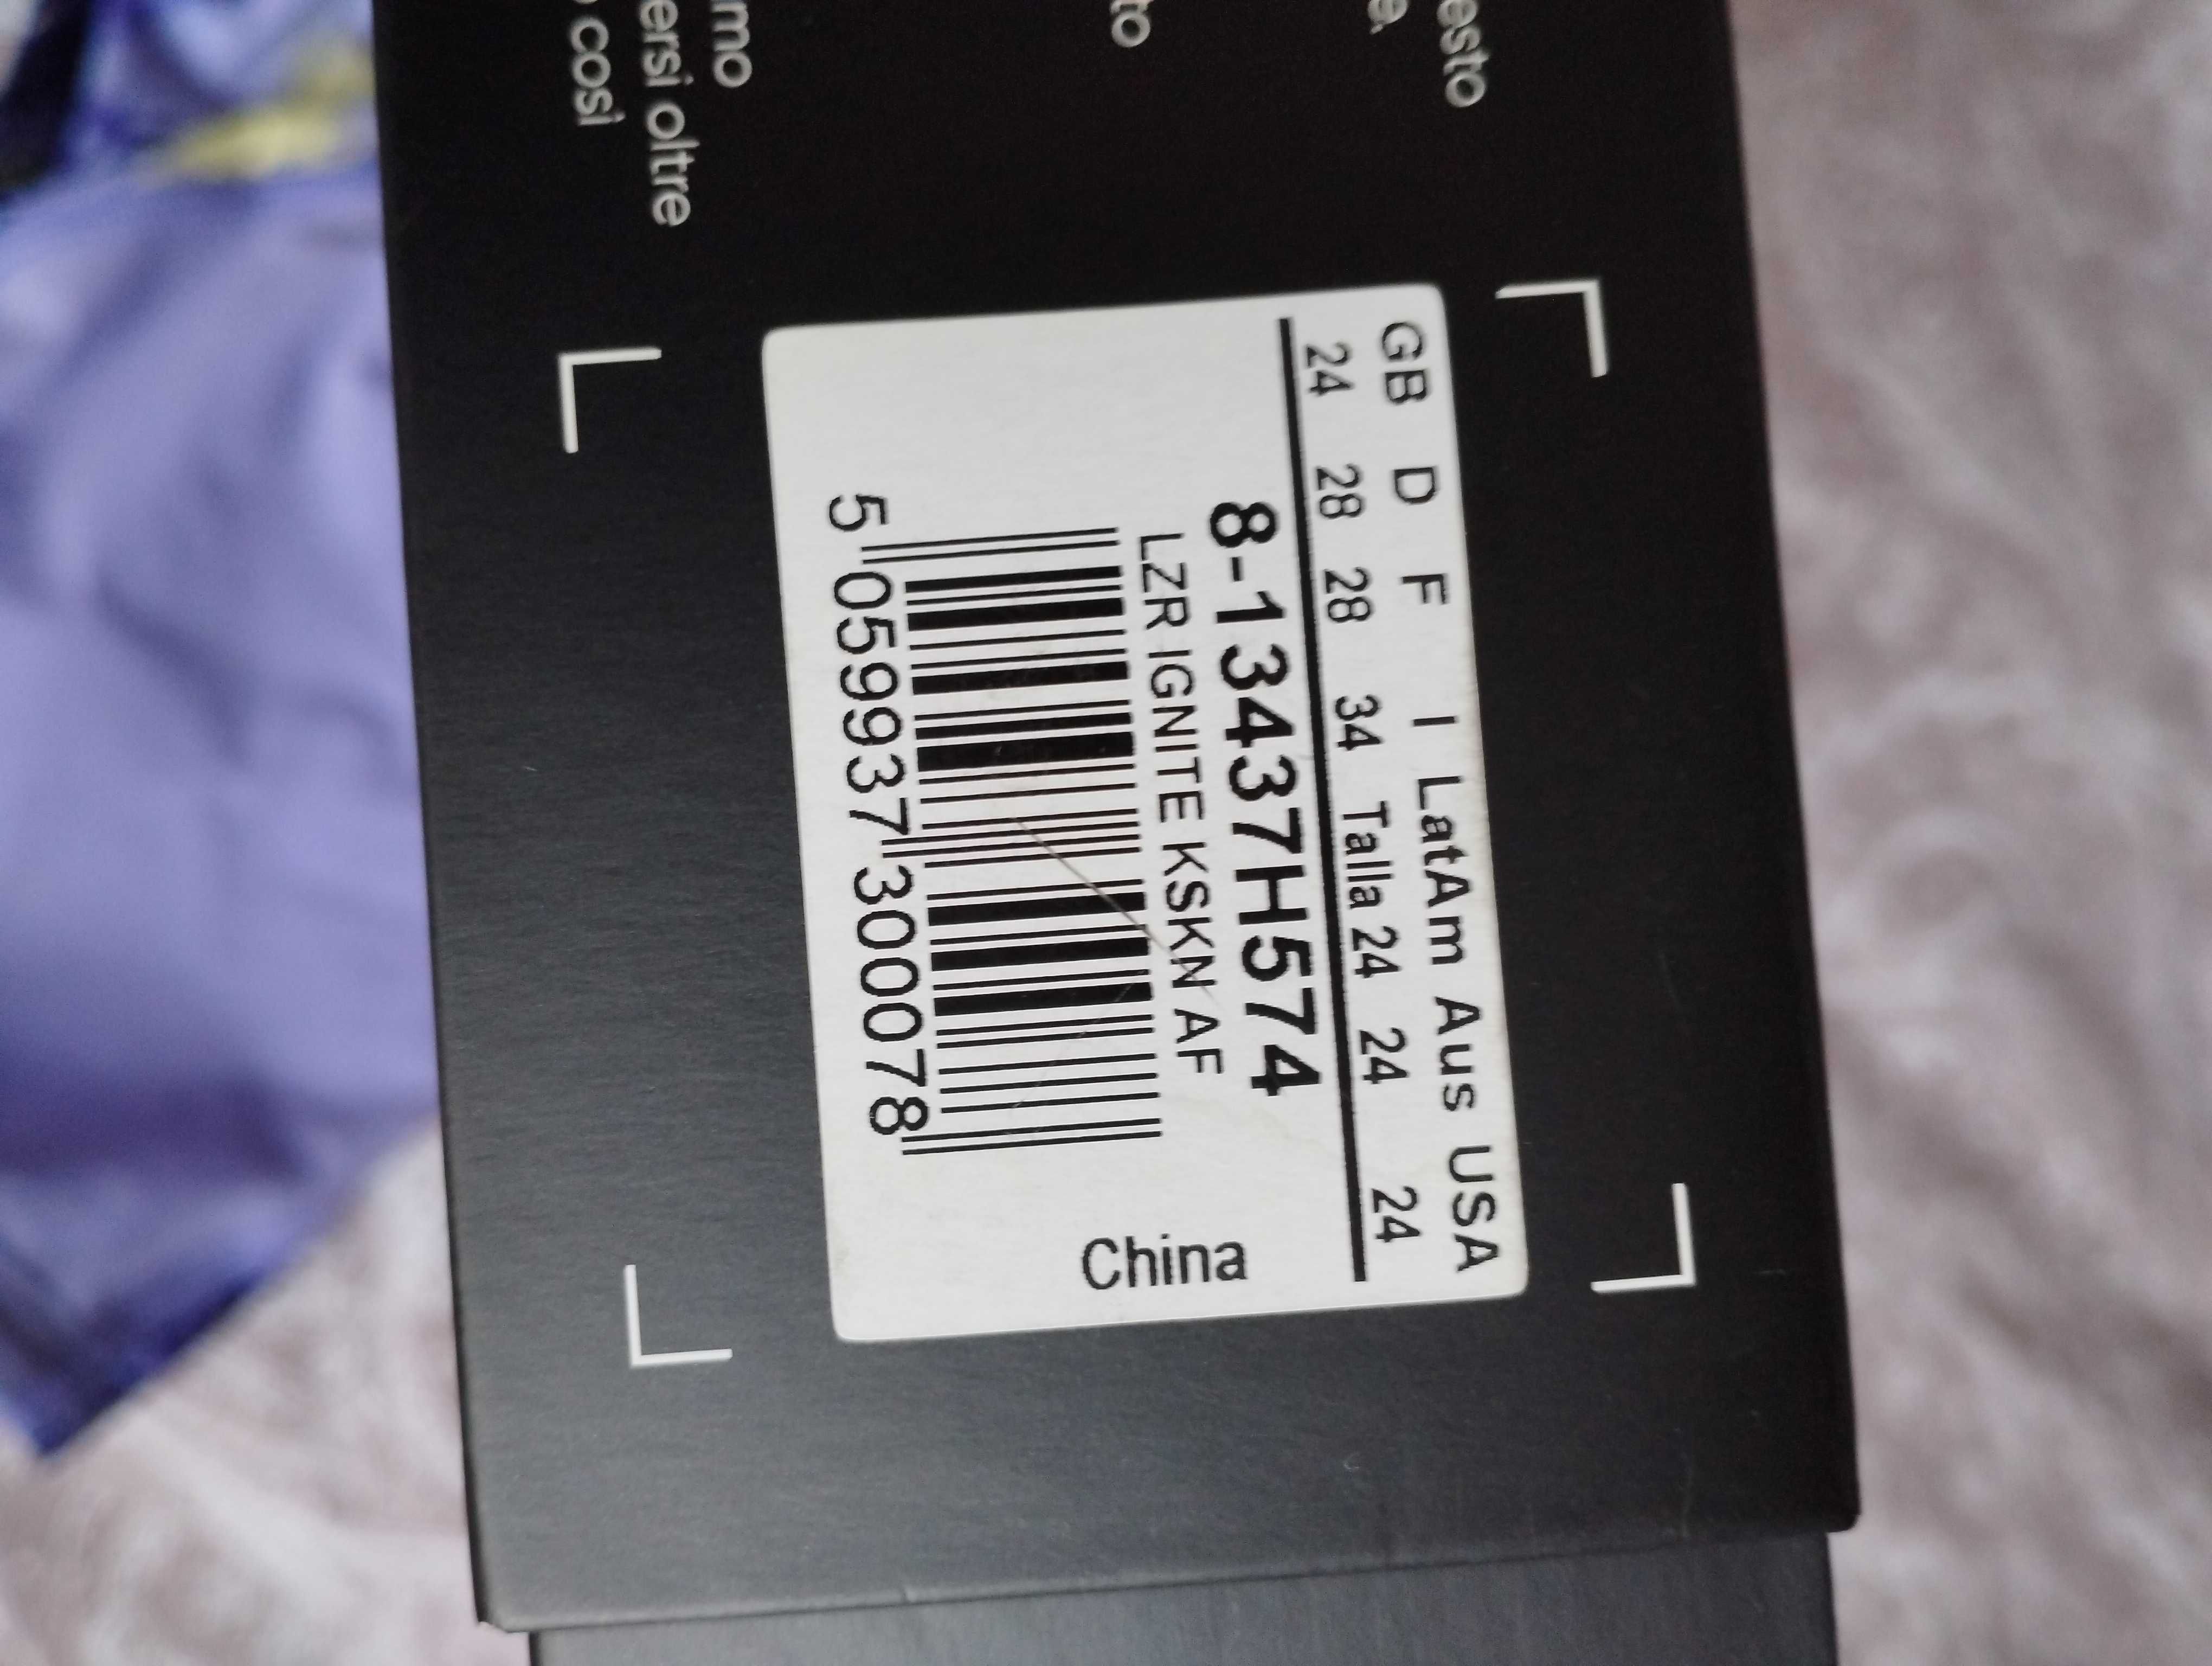 esto
e.
to
imo
ersi oltre
o così
GB D F I LatAm Aus USA
24 28 28 34 Talla 24 24 24
8-13437H574
LZR IGNITE KSKN AF
5 059937 300078
China